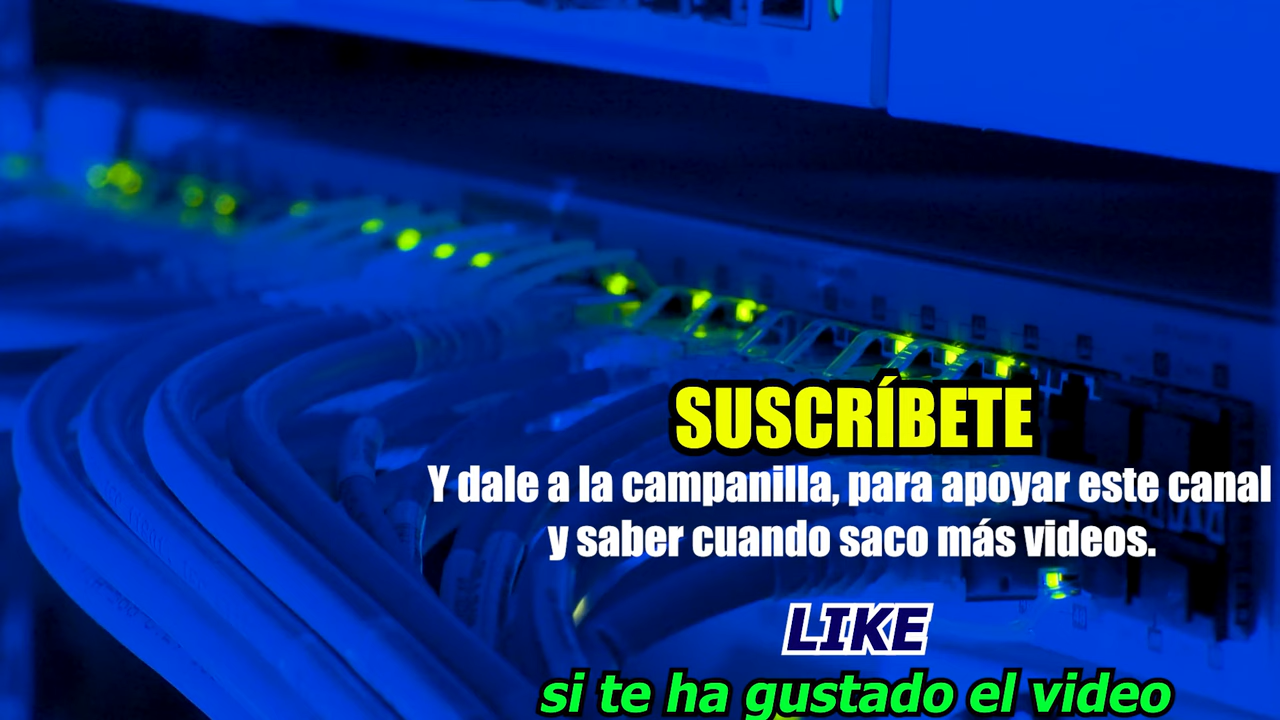 SUSCRÍBETE
Y dale a la campanilla, para apoyar este canal
y saber cuando saco más videos.
LIKE
si te ha gustado el video